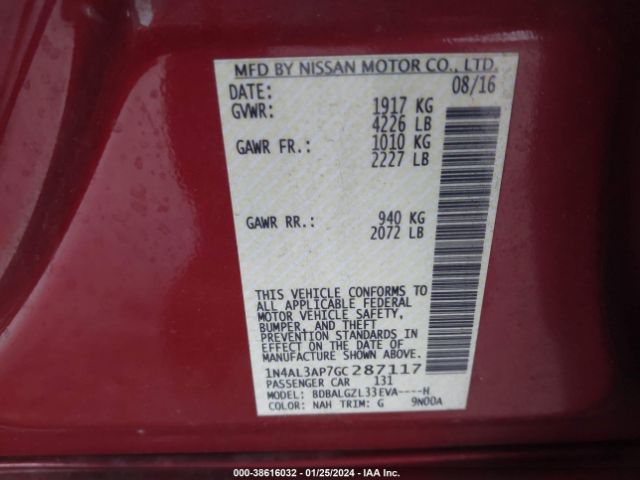 MFD BY NISSAN MOTOR CO., LTD.
DATE: 08/16
GVWR: 1917 KG
4226 LB
GAWR FR.: 1010 KG
2227 LB
GAWR RR.: 940 KG
2072 LB
THIS VEHICLE CONFORMS TO
ALL APPLICABLE FEDERAL
MOTOR VEHICLE SAFETY,
BUMPER, AND THEFT
PREVENTION STANDARDS IN
EFFECT ON THE DATE OF
MANUFACTURE SHOWN ABOVE.
1N4AL3AP7GC287117
PASSENGER CAR 131
MODEL: BDBALGZL33EVA----H
COLOR: NAH TRIM: G 9N00A
000-38616032 - 01/25/2024 - IAA Inc.